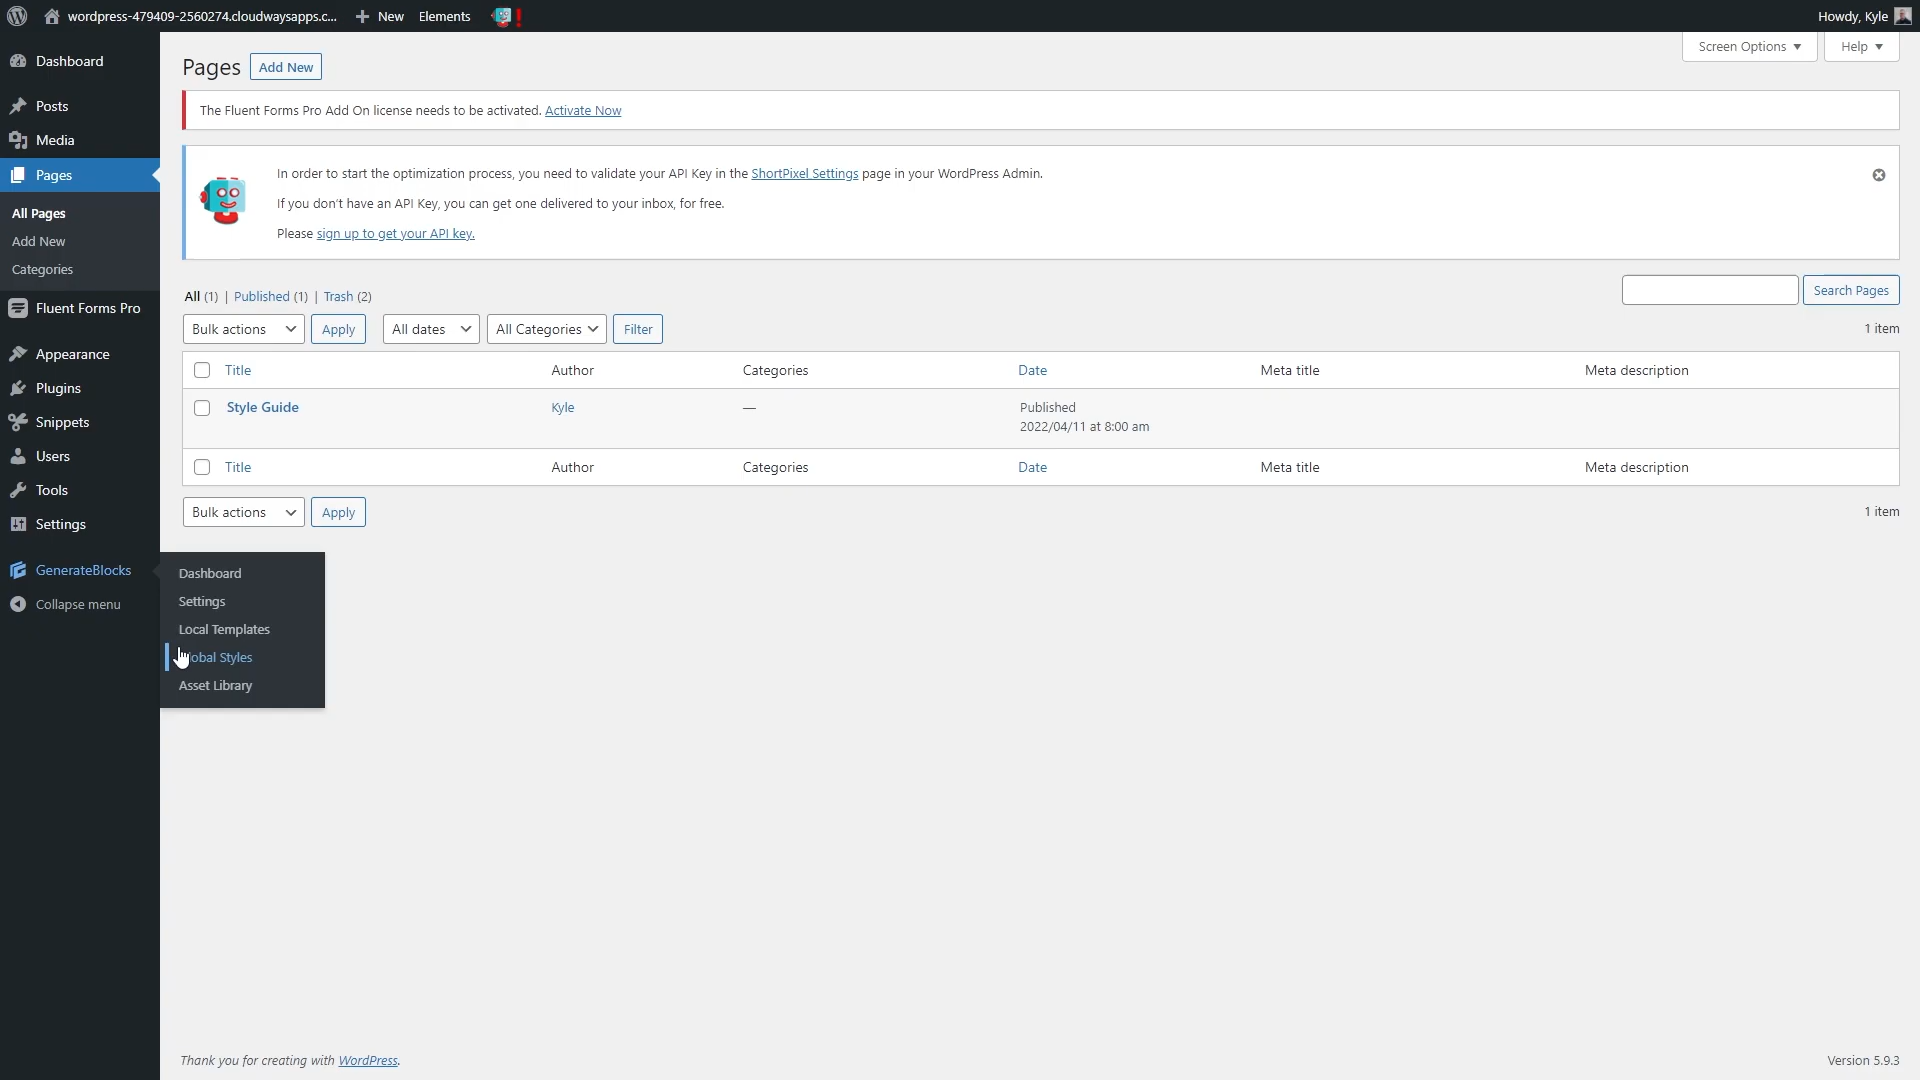 wordpress-479409-2560274.cloudwaysapps.c...
New
Elements
Howdy, Kyle
Dashboard
Posts
Media
Pages
All Pages
Add New
Categories
Fluent Forms Pro
Appearance
Plugins
Snippets
Users
Tools
Settings
GenerateBlocks
Collapse menu
Dashboard
Settings
Local Templates
obal Styles
Asset Library
Screen Options
Help
Pages
Add New
The Fluent Forms Pro Add On license needs to be activated. Activate Now
In order to start the optimization process, you need to validate your API Key in the ShortPixel Settings page in your WordPress Admin.
If you don't have an API Key, you can get one delivered to your inbox, for free.
Please sign up to get your API key.
All (1) | Published (1) | Trash (2)
Search Pages
Bulk actions
Apply
All dates
All Categories
Filter
1 item
Title Author Categories Date Meta title Meta description
Style Guide Kyle — Published
2022/04/11 at 8:00 am
Title Author Categories Date Meta title Meta description
Bulk actions
Apply
1 item
Thank you for creating with WordPress.
Version 5.9.3